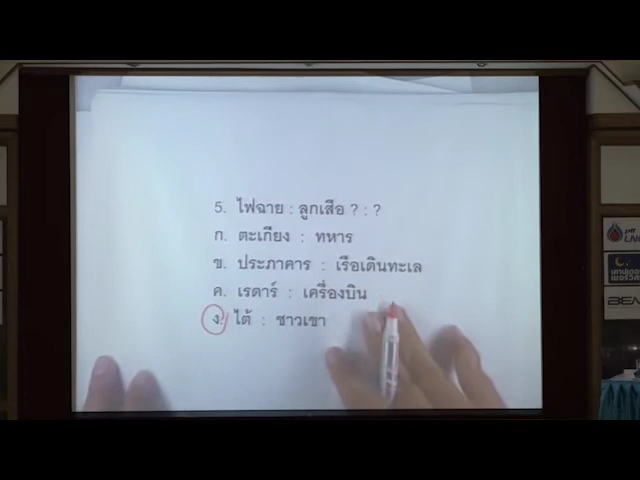 5. ไฟฉาย : ลูกเสือ ? : ?
ก. ตะเกียง : ทหาร
ข. ประภาคาร : เรือเดินทะเล
ค. เรดาร์ : เครื่องบิน
ง. ไต้ : ชาวเขา
ptt
LNG